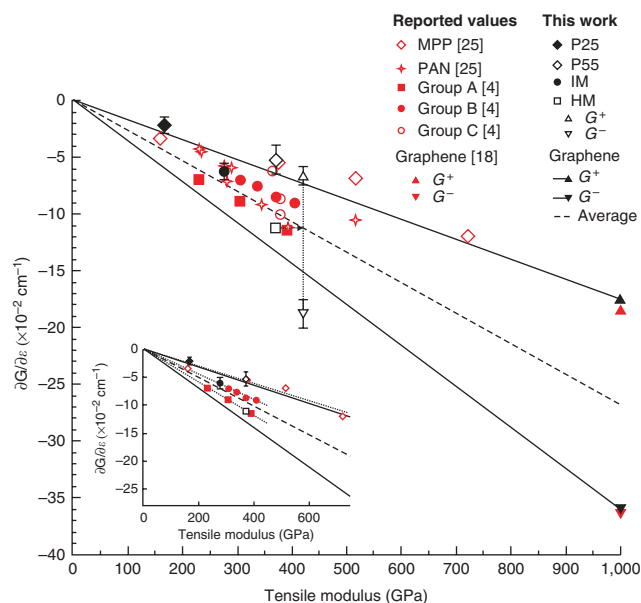 Reported values
MPP [25]
PAN [25]
Group A [4]
Group B [4]
Group C [4]
Graphene [18]
G+
G−
This work
P25
P55
IM
HM
G+
G−
Graphene
G+
G−
Average
∂G/∂ε (×10−2 cm−1)
0
−5
−10
−15
−20
−25
−30
−35
−40
0 100 200 300 400 500 600 700 800 900 1,000
Tensile modulus (GPa)
∂G/∂ε (×10−2 cm−1)
0
−5
−10
−15
−20
−25
0 200 400 600
Tensile modulus (GPa)